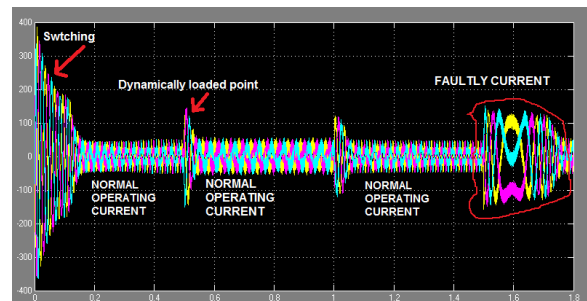 400
Swtching
300
200
Dynamically loaded point
FAULTLY CURRENT
100
0
-100
NORMAL
OPERATING
CURRENT
NORMAL
OPERATING
CURRENT
NORMAL OPERATING
CURRENT
-200
-300
-400
0 0.2 0.4 0.6 0.8 1 1.2 1.4 1.6 1.8